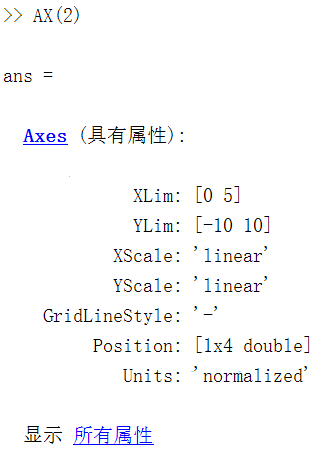 >> AX(2)
ans =
Axes (具有属性):
XLim: [0 5]
YLim: [-10 10]
XScale: 'linear'
YScale: 'linear'
GridLineStyle: '-'
Position: [1x4 double]
Units: 'normalized'
显示 所有属性